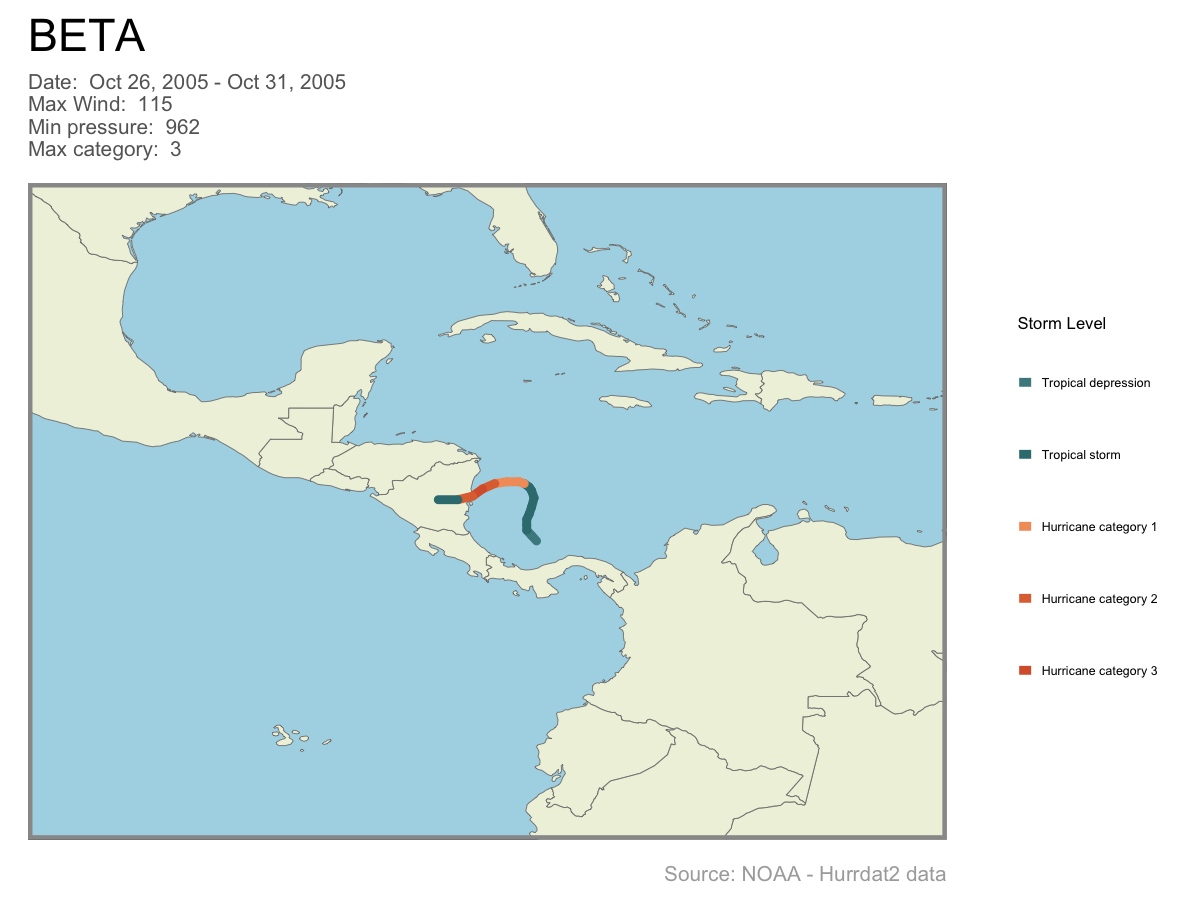 BETA
Date:  Oct 26, 2005 - Oct 31, 2005
Max Wind:  115
Min pressure:  962
Max category:  3
Storm Level
Tropical depression
Tropical storm
Hurricane category 1
Hurricane category 2
Hurricane category 3
Source: NOAA - Hurrdat2 data